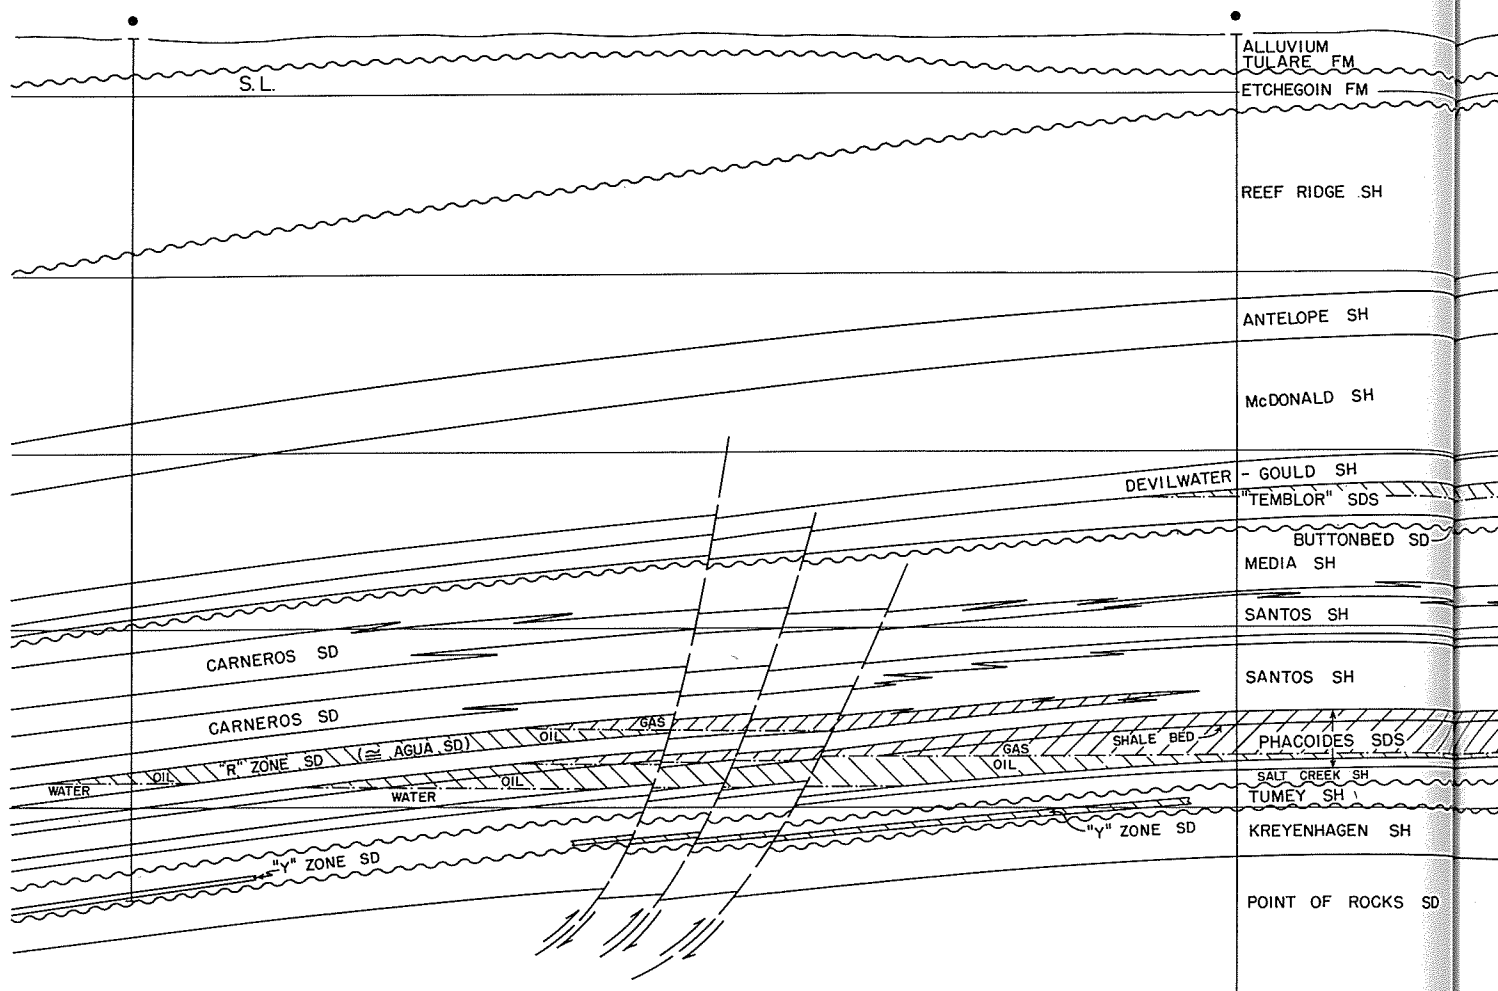 ALLUVIUM
TULARE FM
S. L.
ETCHEGOIN FM
REEF RIDGE SH
ANTELOPE SH
McDONALD SH
DEVILWATER - GOULD SH
"TEMBLOR" SDS
BUTTONBED SD
MEDIA SH
SANTOS SH
CARNEROS SD
SANTOS SH
CARNEROS SD
GAS
OIL
SHALE BED
PHACOIDES SDS
"R" ZONE SD (≅ AGUA SD)
GAS
OIL
OIL
OIL
WATER
WATER
SALT CREEK SH
TUMEY SH
"Y" ZONE SD
KREYENHAGEN SH
"Y" ZONE SD
POINT OF ROCKS SD